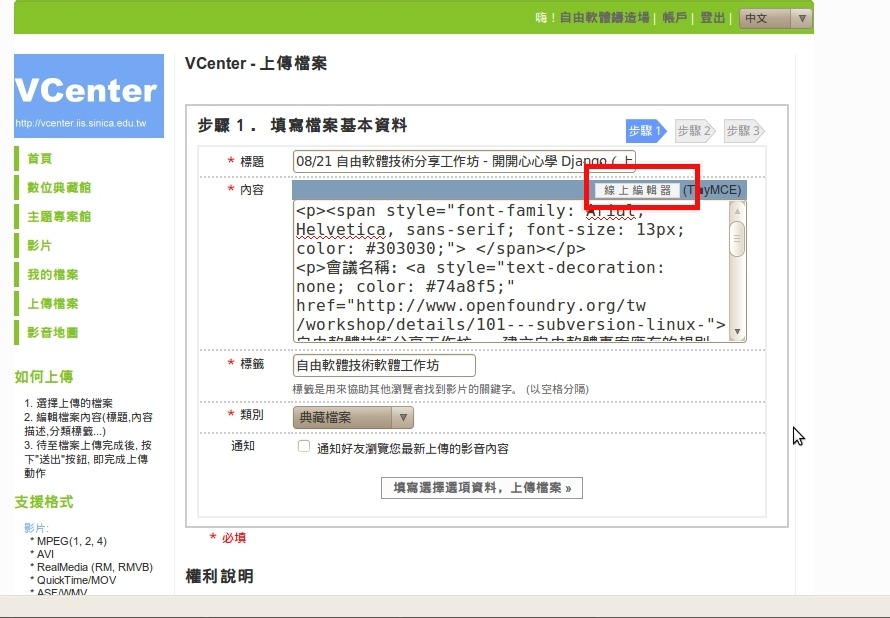 嗨！自由軟體鑄造場 | 帳戶 | 登出 | 中文
VCenter
http://vcenter.iis.sinica.edu.tw
首頁
數位典藏館
主題專案館
影片
我的檔案
上傳檔案
影音地圖
如何上傳
1. 選擇上傳的檔案
2. 編輯檔案內容(標題,內容
描述,分類標籤...)
3. 待至檔案上傳完成後, 按
下"送出"按鈕, 即完成上傳
動作
支援格式
影片:
* MPEG(1, 2, 4)
* AVI
* RealMedia (RM, RMVB)
* QuickTime/MOV
* ASF/WMV
VCenter - 上傳檔案
步驟 1． 填寫檔案基本資料
步驟 1 步驟 2 步驟 3
* 標題 08/21 自由軟體技術分享工作坊 - 開開心心學 Django ( 上
* 內容 線上編輯器 (TinyMCE)
<p><span style="font-family: Arial,
Helvetica, sans-serif; font-size: 13px;
color: #303030;"> </span></p>
<p>會議名稱: <a style="text-decoration:
none; color: #74a8f5;"
href="http://www.openfoundry.org/tw
/workshop/details/101---subversion-linux-">
* 標籤 自由軟體技術軟體工作坊
標籤是用來協助其他瀏覽者找到影片的關鍵字。 (以空格分隔)
* 類別 典藏檔案
通知 通知好友瀏覽您最新上傳的影音內容
填寫選擇選項資料，上傳檔案 »
* 必填
權利說明